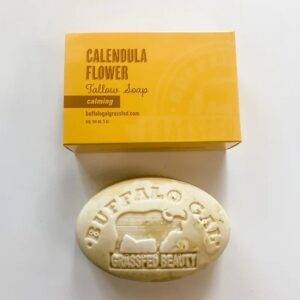 CALENDULA
FLOWER
Tallow Soap
calming
buffalogalgrassfed.com
BUFFALO GAL
GRASSFED BEAUTY